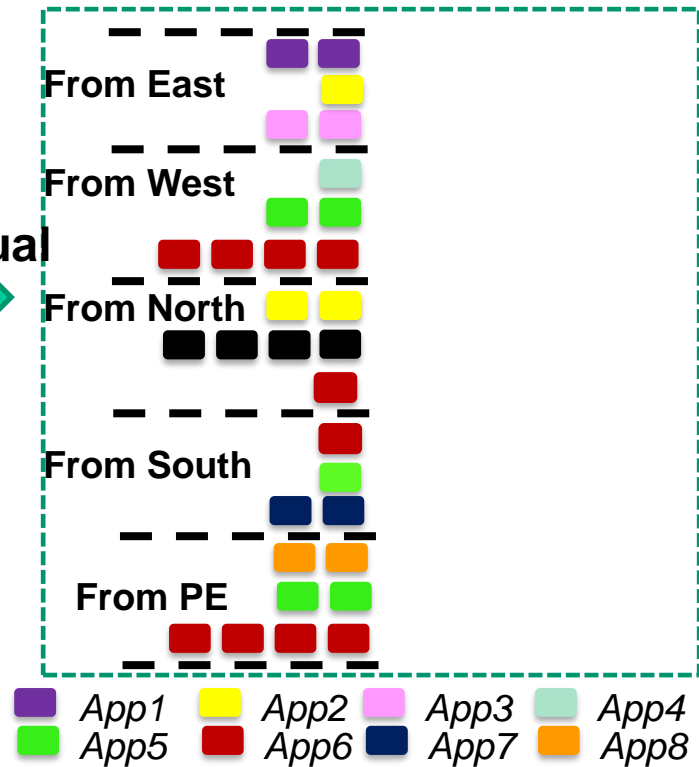 From East
From West
ual
From North
From South
From PE
App1 App2 App3 App4
App5 App6 App7 App8